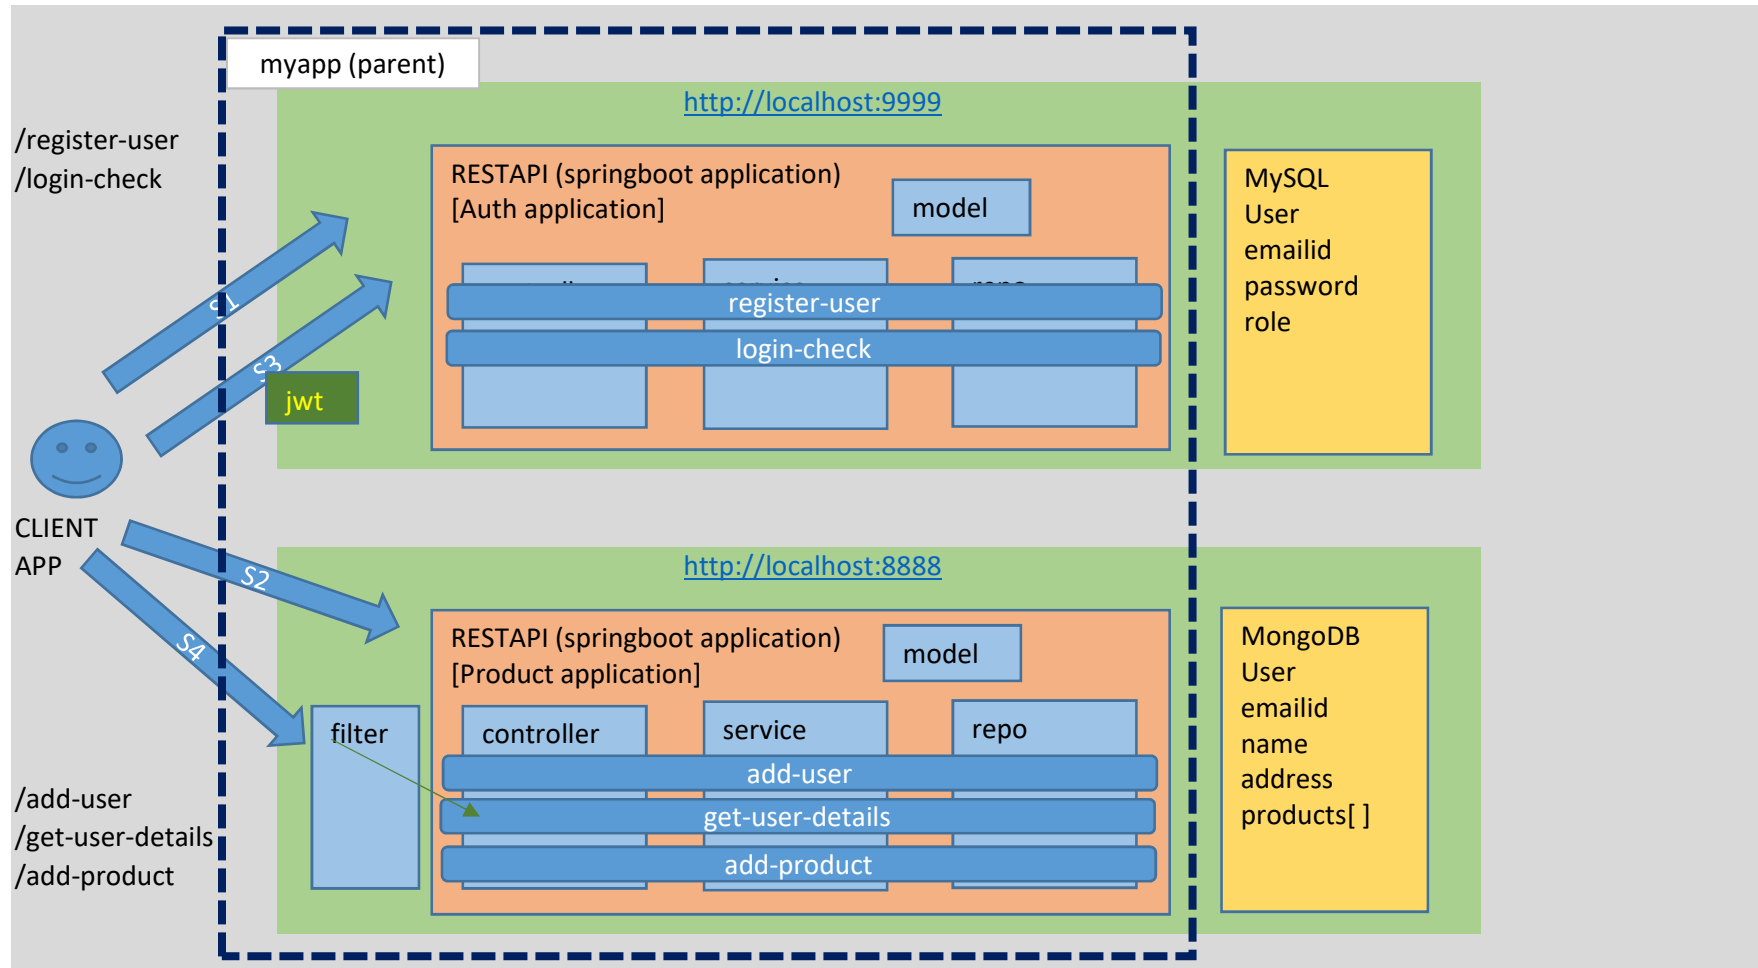 myapp (parent)
http://localhost:9999
/register-user
/login-check
RESTAPI (springboot application)
[Auth application]
model
register-user
login-check
MySQL
User
emailid
password
role
S1
S3
jwt
CLIENT
APP
S2
S4
http://localhost:8888
RESTAPI (springboot application)
[Product application]
model
filter
controller
service
repo
add-user
get-user-details
add-product
MongoDB
User
emailid
name
address
products[ ]
/add-user
/get-user-details
/add-product